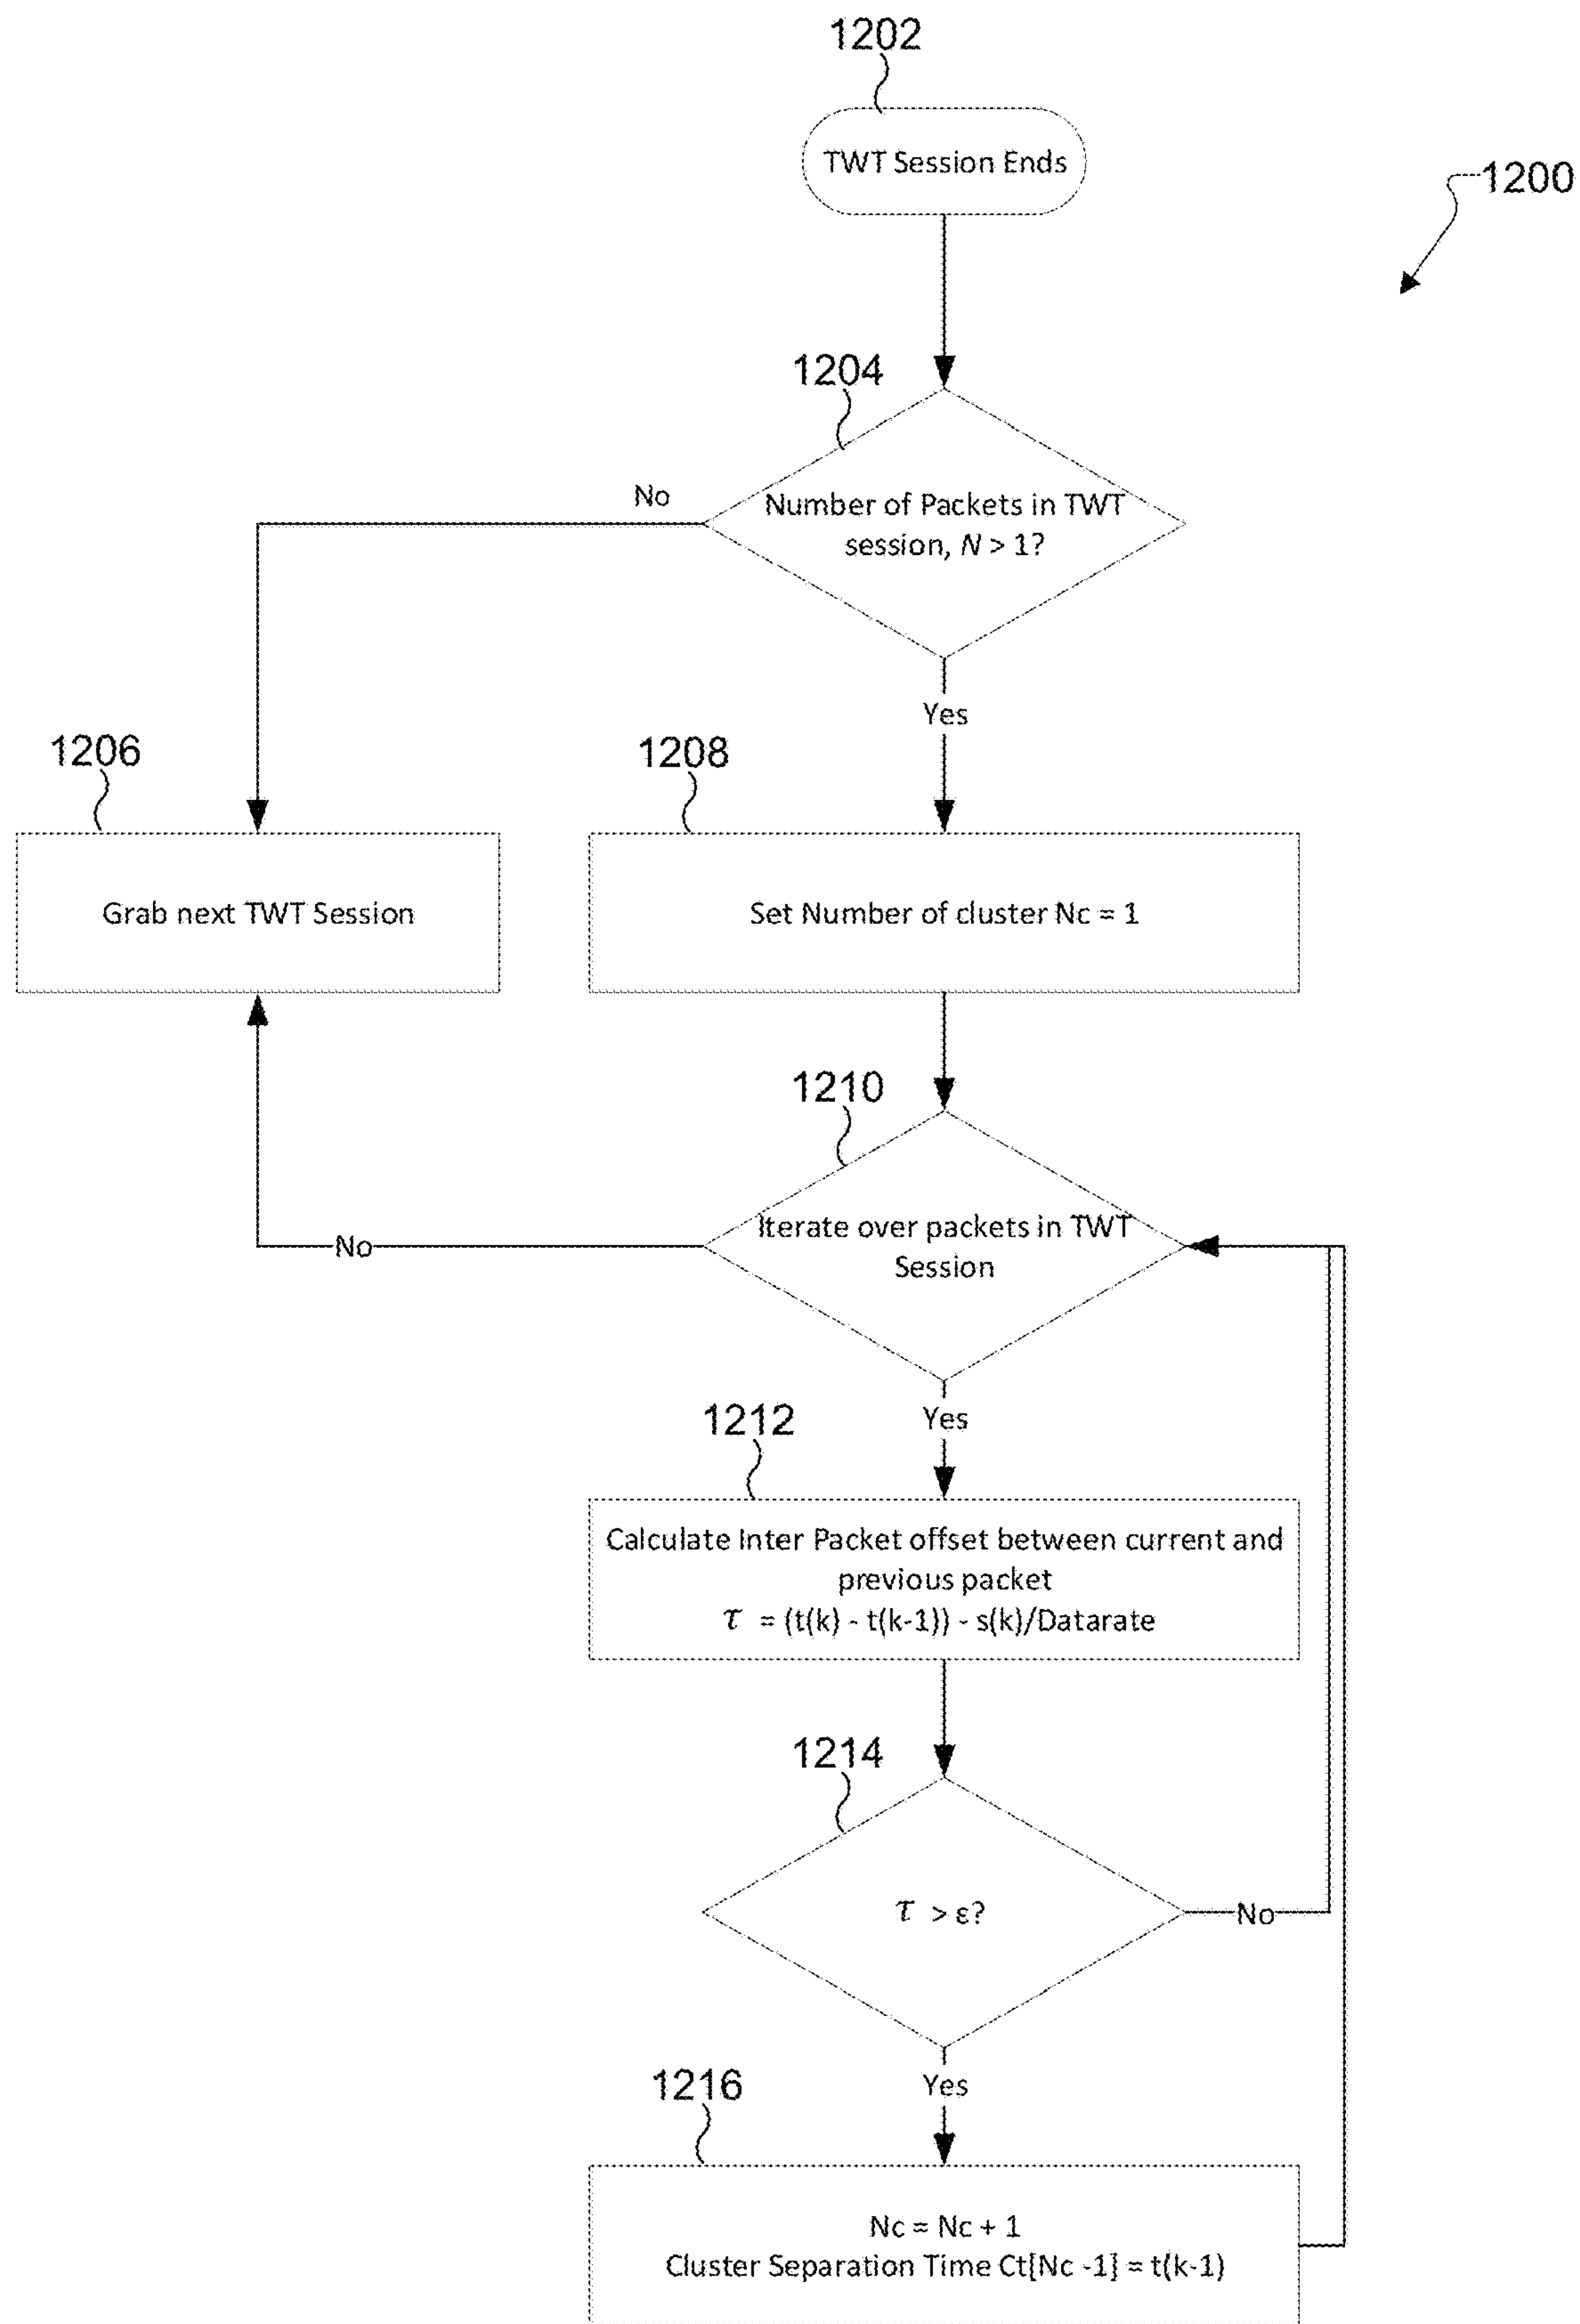 1202
TWT Session Ends
1200
1204
Number of Packets in TWT
session, N > 1?
No
Yes
1206
Grab next TWT Session
1208
Set Number of cluster Nc = 1
1210
Iterate over packets in TWT
Session
No
Yes
1212
Calculate Inter Packet offset between current and
previous packet
τ = (t(k) - t(k-1)) - s(k)/Datarate
1214
τ > ε?
No
Yes
1216
Nc = Nc + 1
Cluster Separation Time Ct[Nc -1] = t(k-1)